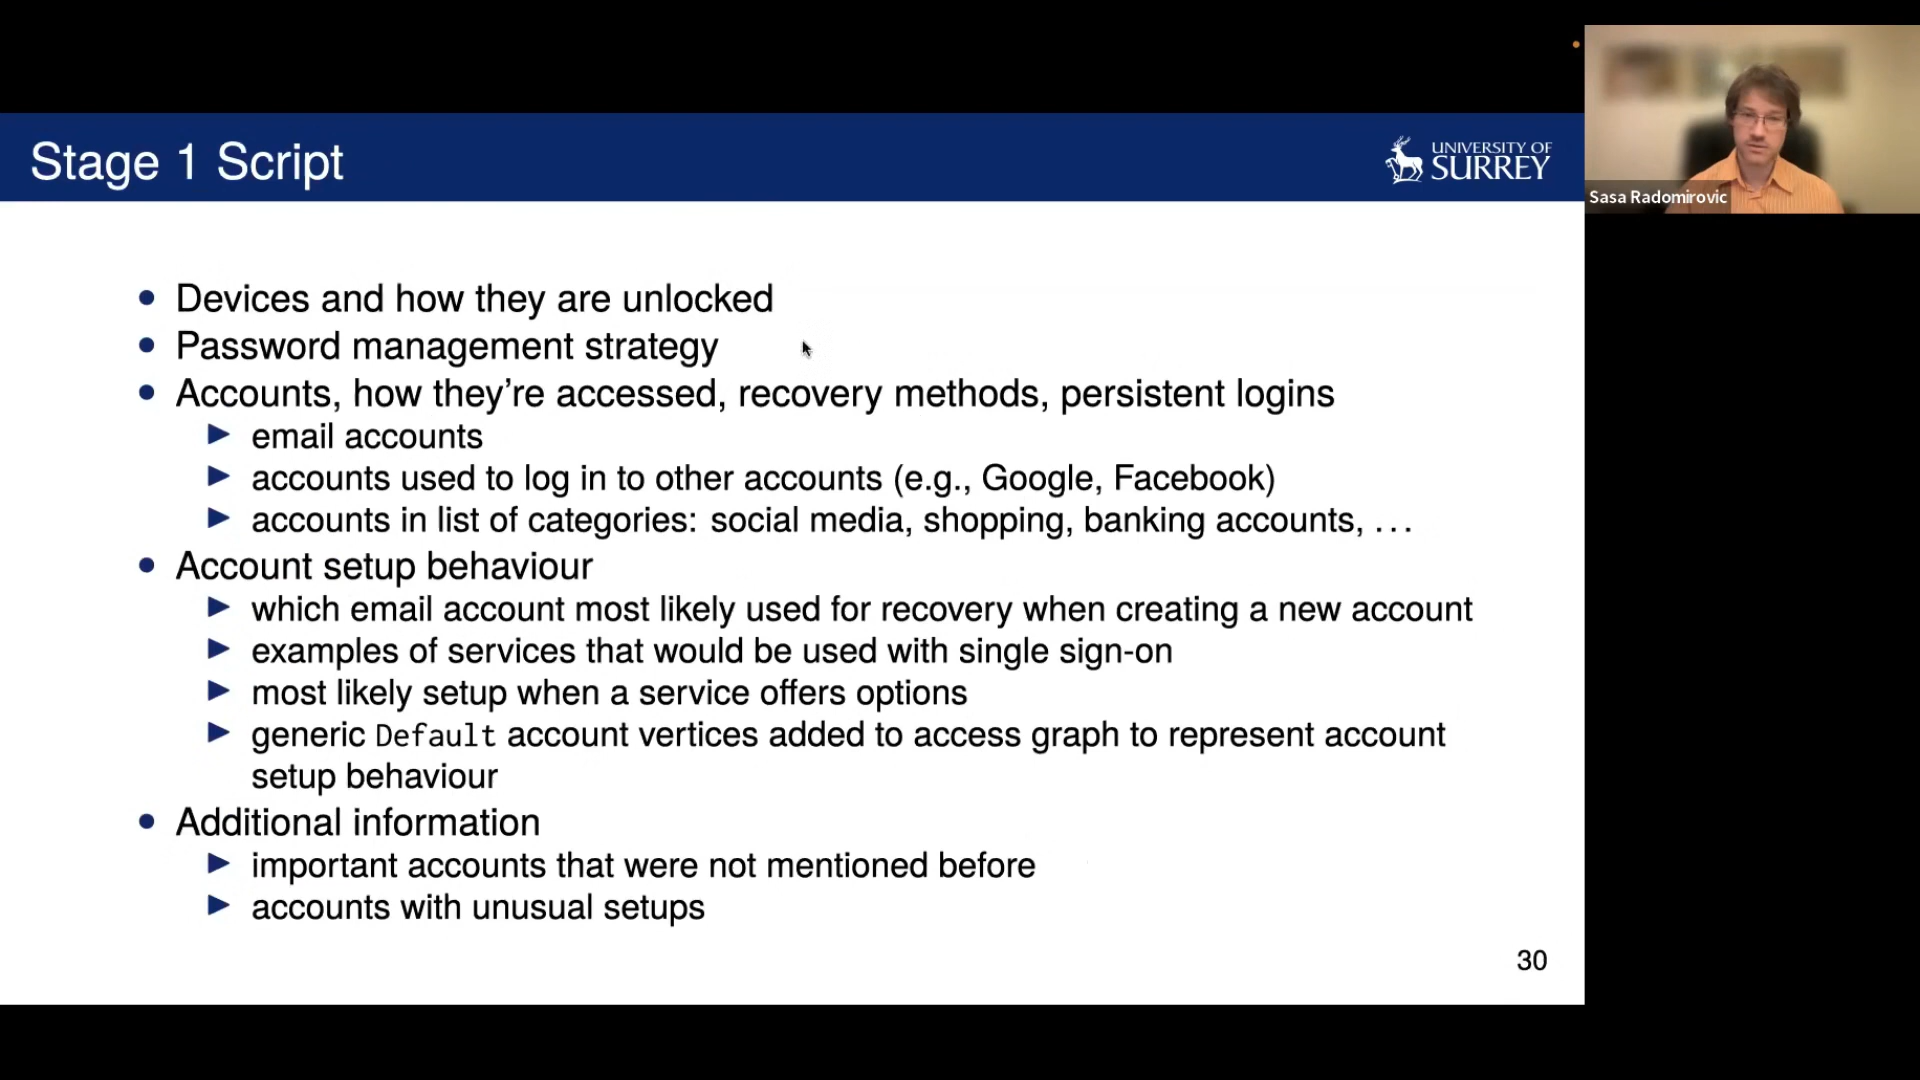 Stage 1 Script
UNIVERSITY OF
SURREY
Sasa Radomirovic
• Devices and how they are unlocked
• Password management strategy
• Accounts, how they're accessed, recovery methods, persistent logins
▶ email accounts
▶ accounts used to log in to other accounts (e.g., Google, Facebook)
▶ accounts in list of categories: social media, shopping, banking accounts, ...
• Account setup behaviour
▶ which email account most likely used for recovery when creating a new account
▶ examples of services that would be used with single sign-on
▶ most likely setup when a service offers options
▶ generic Default account vertices added to access graph to represent account
setup behaviour
• Additional information
▶ important accounts that were not mentioned before
▶ accounts with unusual setups
30